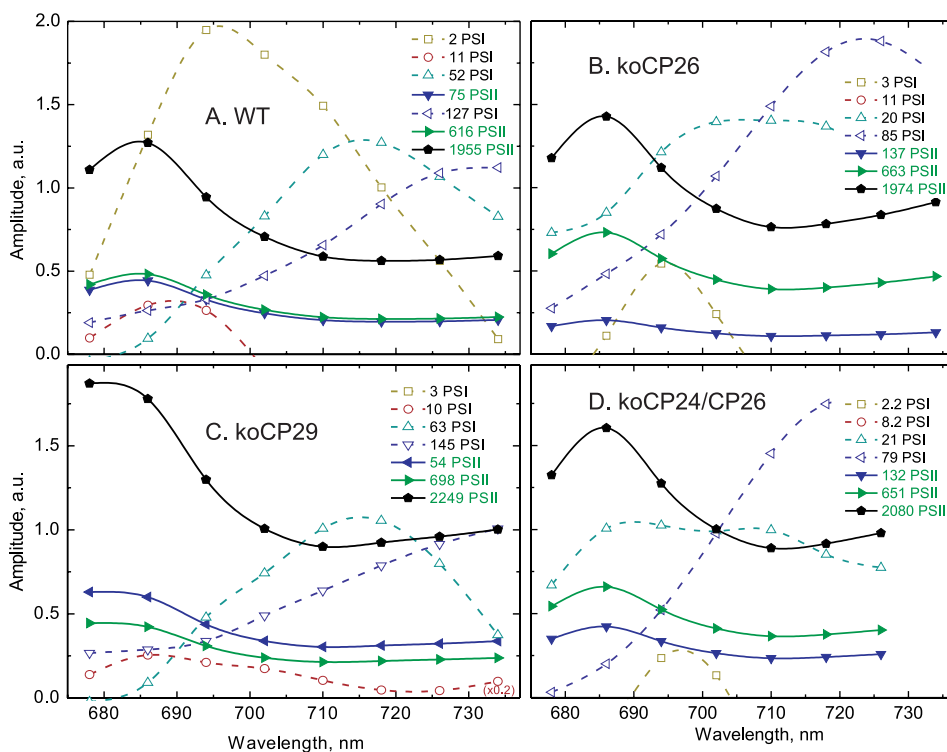 2.0
1.5
1.0
0.5
0.0
Amplitude, a.u.
A. WT
2 PSI
11 PSI
52 PSI
75 PSII
127 PSI
616 PSII
1955 PSII
B. koCP26
3 PSI
11 PSI
20 PSI
85 PSI
137 PSII
663 PSII
1974 PSII
1.5
1.0
0.5
0.0
Amplitude, a.u.
C. koCP29
3 PSI
10 PSI
63 PSI
145 PSI
54 PSII
698 PSII
2249 PSII
(x0.2)
D. koCP24/CP26
2.2 PSI
8.2 PSI
21 PSI
79 PSI
132 PSII
651 PSII
2080 PSII
680 690 700 710 720 730
680 690 700 710 720 730
Wavelength, nm
Wavelength, nm